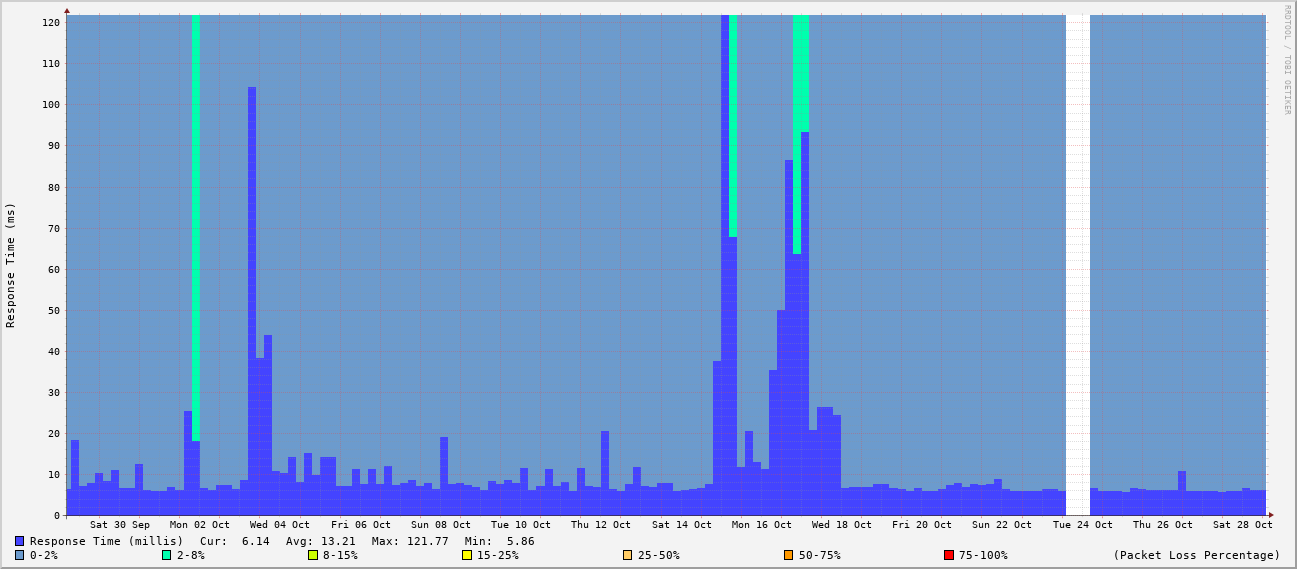 RRDTOOL / TOBI OETIKER
Response Time (ms)
120
110
100
90
80
70
60
50
40
30
20
10
0
Sat 30 Sep Mon 02 Oct Wed 04 Oct Fri 06 Oct Sun 08 Oct Tue 10 Oct Thu 12 Oct Sat 14 Oct Mon 16 Oct Wed 18 Oct Fri 20 Oct Sun 22 Oct Tue 24 Oct Thu 26 Oct Sat 28 Oct
Response Time (millis) Cur: 6.14 Avg: 13.21 Max: 121.77 Min: 5.86
0-2% 2-8% 8-15% 15-25% 25-50% 50-75% 75-100% (Packet Loss Percentage)